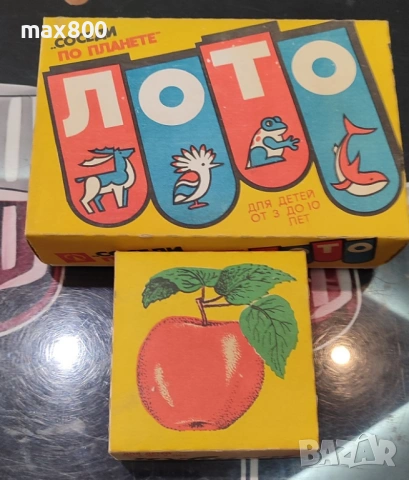 max800
„СОСЕДИ
ПО ПЛАНЕТЕ"
ЛОТО
ДЛЯ ДЕТЕЙ
ОТ 3 ДО 10
ЛЕТ
СОСЕДИ
ЛОТО
BAZAR